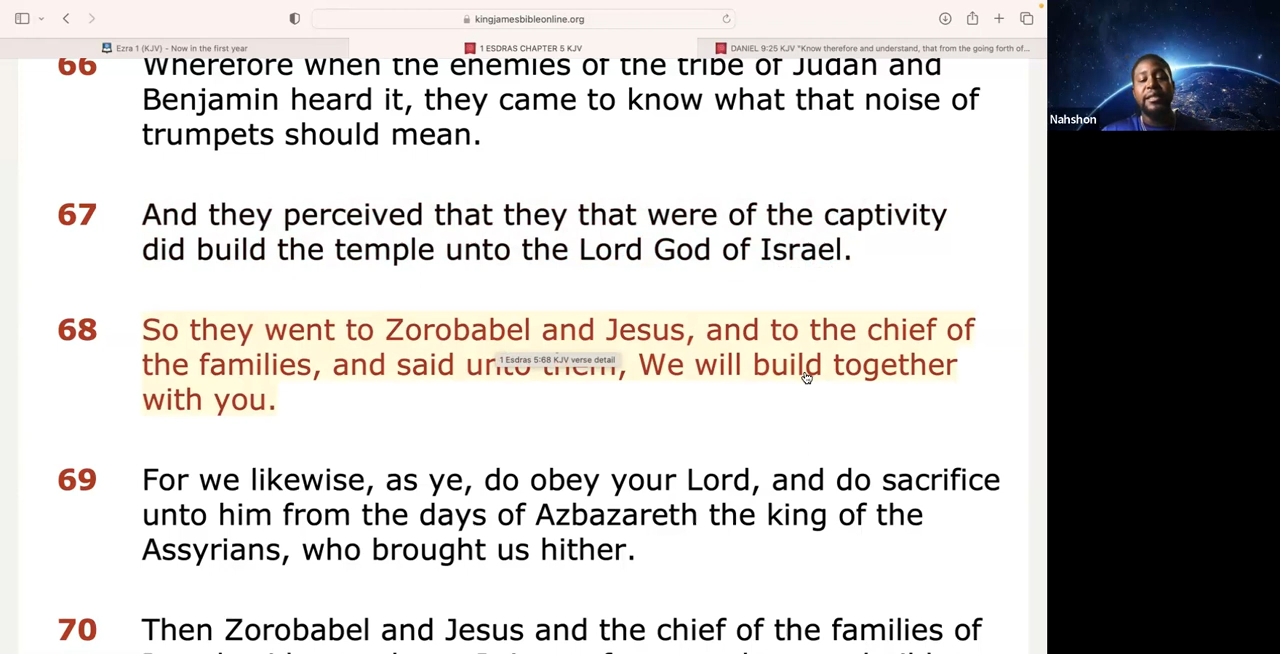 kingjamesbibleonline.org
Ezra 1 (KJV) - Now in the first year
1 ESDRAS CHAPTER 5 KJV
DANIEL 9:25 KJV "Know therefore and understand, that from the going forth of...
66 Wherefore when the enemies of the tribe of Judah and
Benjamin heard it, they came to know what that noise of
trumpets should mean.
67 And they perceived that they that were of the captivity
did build the temple unto the Lord God of Israel.
68 So they went to Zorobabel and Jesus, and to the chief of
the families, and said unto them, We will build together
with you.
1 Esdras 5:68 KJV verse detail
69 For we likewise, as ye, do obey your Lord, and do sacrifice
unto him from the days of Azbazareth the king of the
Assyrians, who brought us hither.
70 Then Zorobabel and Jesus and the chief of the families of
Nahshon